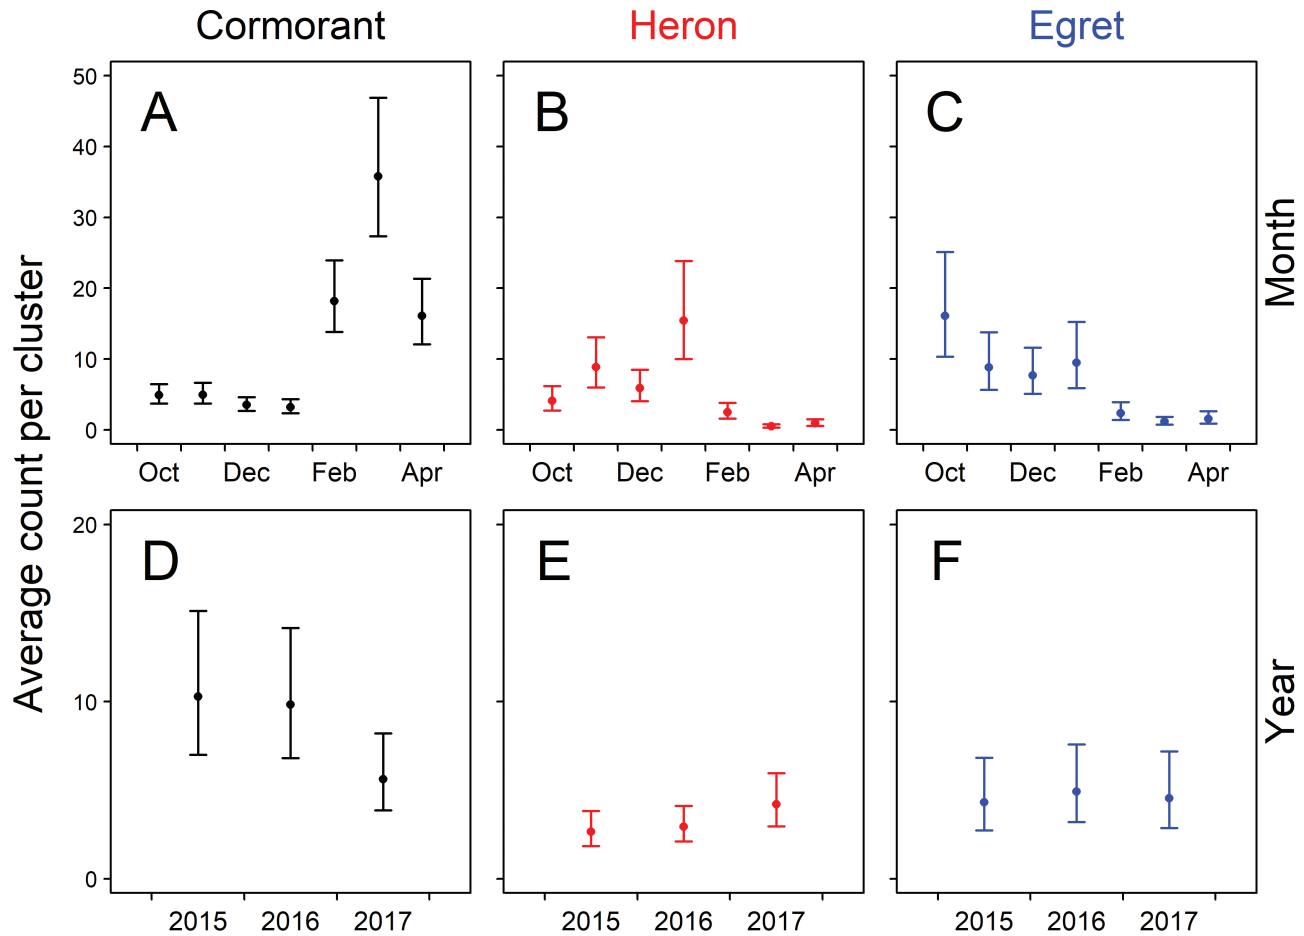 Cormorant Heron Egret
A B C
50
40
30
20
10
0
Oct Dec Feb Apr Oct Dec Feb Apr Oct Dec Feb Apr
Month
Average count per cluster
D E F
20
10
0
2015 2016 2017 2015 2016 2017 2015 2016 2017
Year